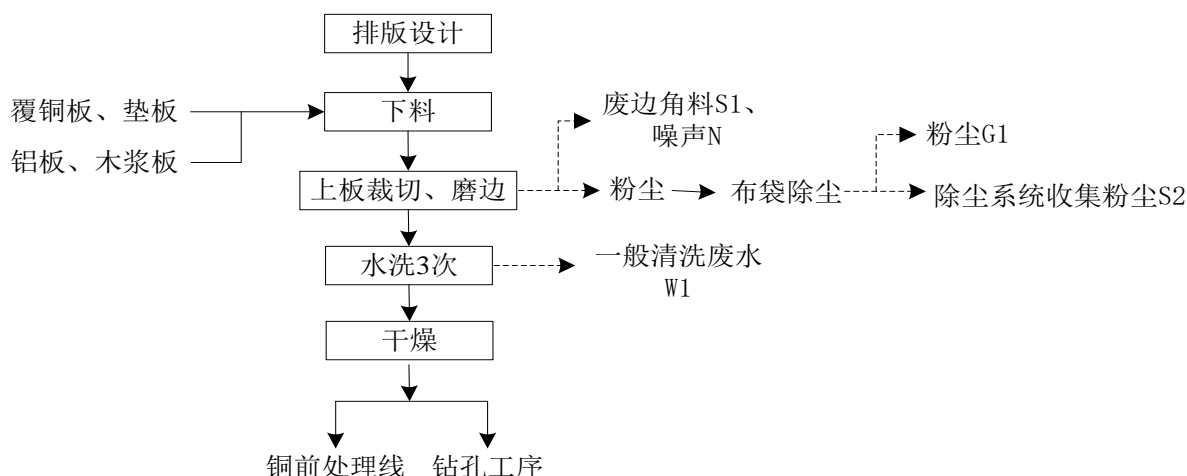 排版设计
覆铜板、垫板
下料
铝板、木浆板
废边角料S1、
噪声N
粉尘G1
上板裁切、磨边
粉尘
布袋除尘
除尘系统收集粉尘S2
水洗3次
一般清洗废水
W1
干燥
铜前处理线
钻孔工序